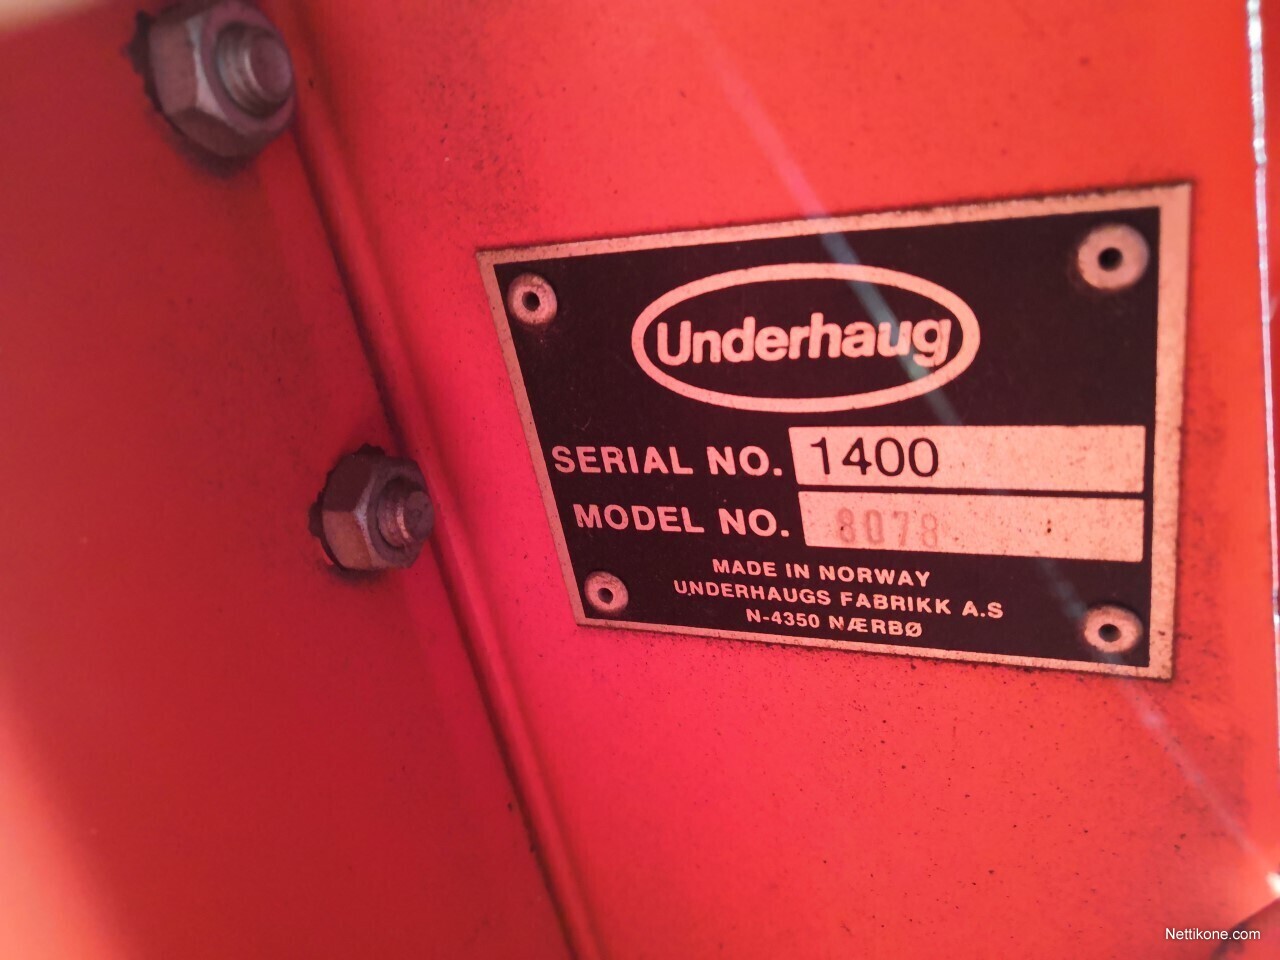 Underhaug
SERIAL NO. 1400
MODEL NO. 8078
MADE IN NORWAY
UNDERHAUGS FABRIKK A.S
N-4350 NÆRBØ
Nettikone.com